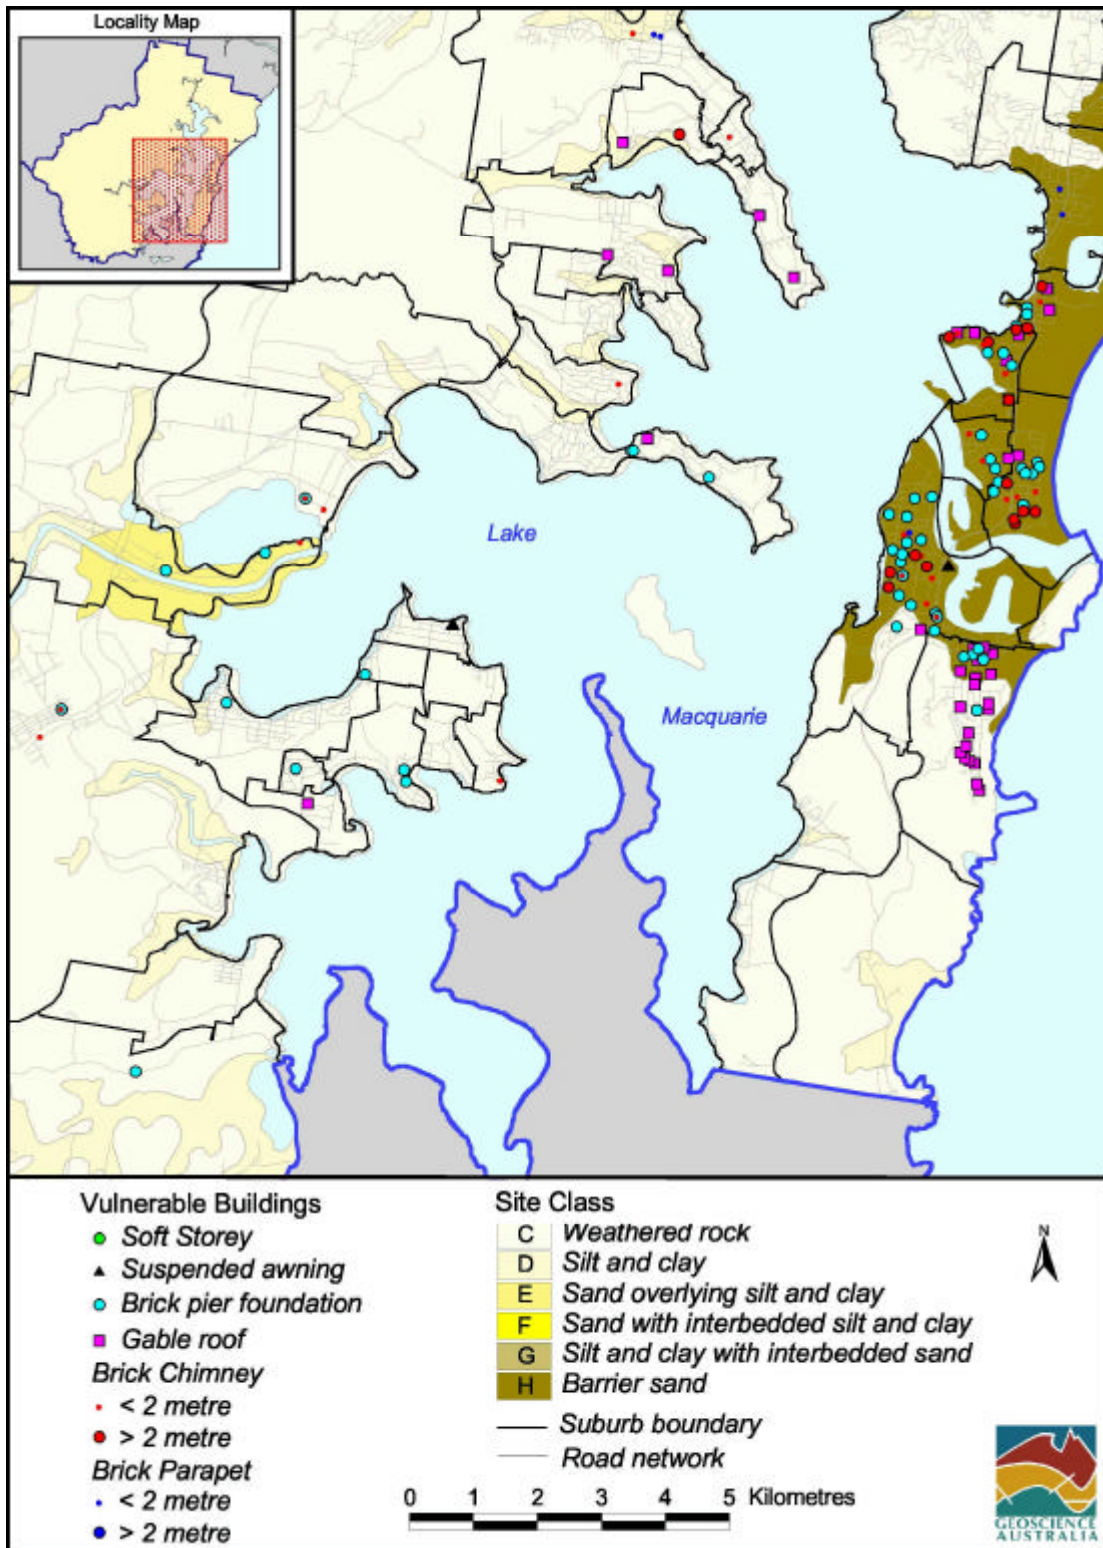 Locality Map
Lake
Macquarie
Vulnerable Buildings
Soft Storey
Suspended awning
Brick pier foundation
Gable roof
Brick Chimney
< 2 metre
> 2 metre
Brick Parapet
< 2 metre
> 2 metre
Site Class
C Weathered rock
D Silt and clay
E Sand overlying silt and clay
F Sand with interbedded silt and clay
G Silt and clay with interbedded sand
H Barrier sand
Suburb boundary
Road network
0 1 2 3 4 5 Kilometres
N
GEOSCIENCE
AUSTRALIA